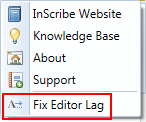 InScribe Website
Knowledge Base
About
Support
A Fix Editor Lag